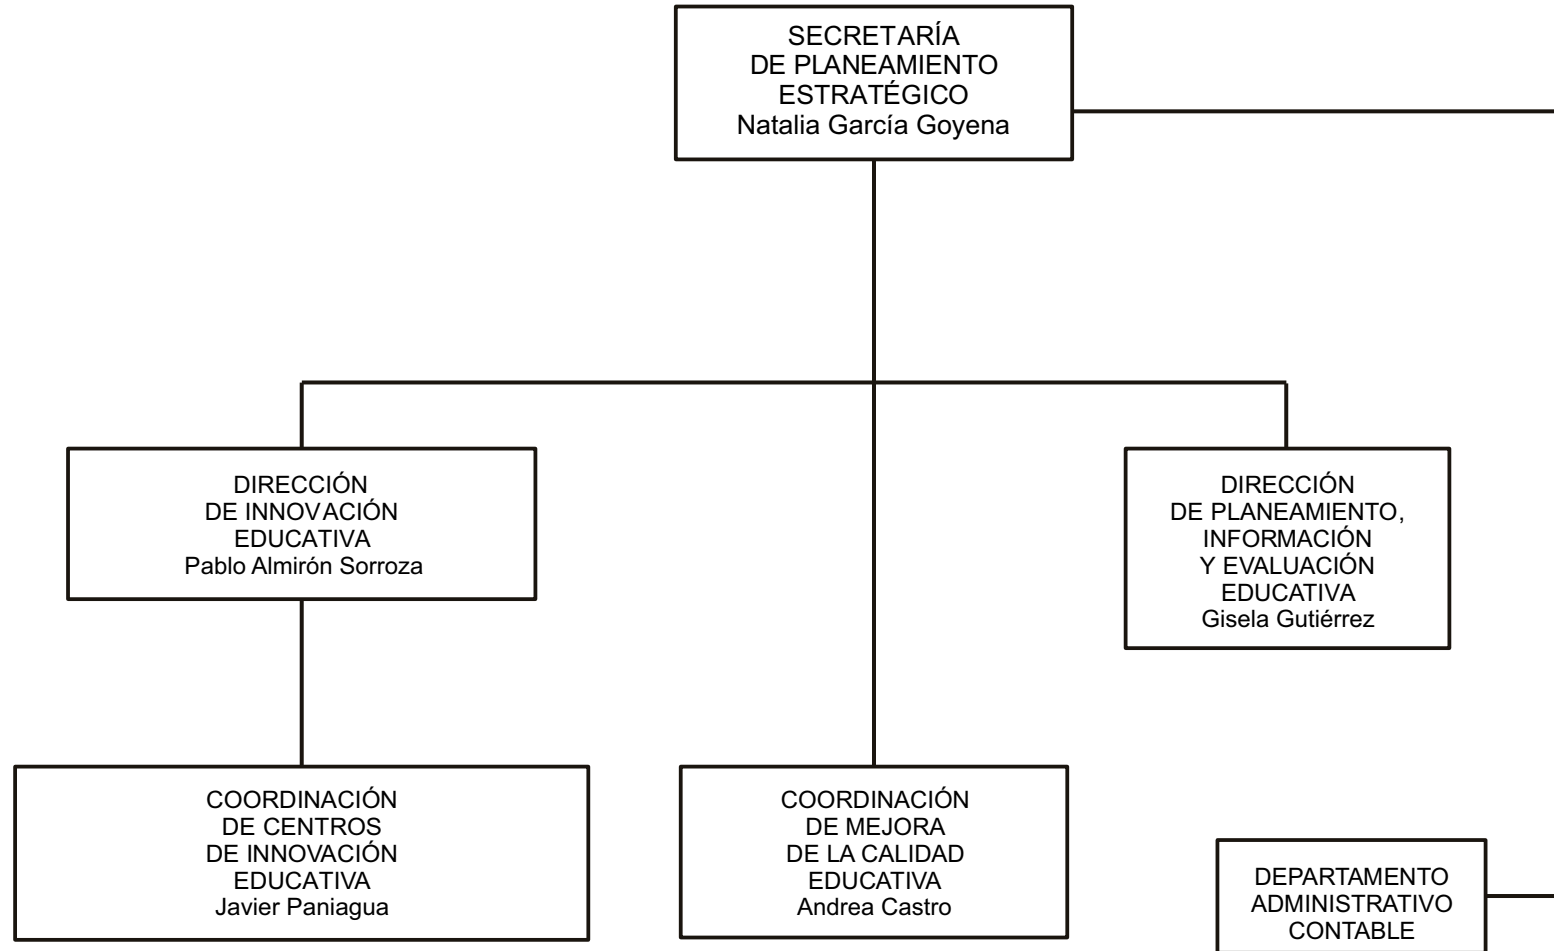 SECRETARÍA
DE PLANEAMIENTO
ESTRATÉGICO
Natalia García Goyena
DIRECCIÓN
DE INNOVACIÓN
EDUCATIVA
Pablo Almirón Sorroza
DIRECCIÓN
DE PLANEAMIENTO,
INFORMACIÓN
Y EVALUACIÓN
EDUCATIVA
Gisela Gutiérrez
COORDINACIÓN
DE CENTROS
DE INNOVACIÓN
EDUCATIVA
Javier Paniagua
COORDINACIÓN
DE MEJORA
DE LA CALIDAD
EDUCATIVA
Andrea Castro
DEPARTAMENTO
ADMINISTRATIVO
CONTABLE